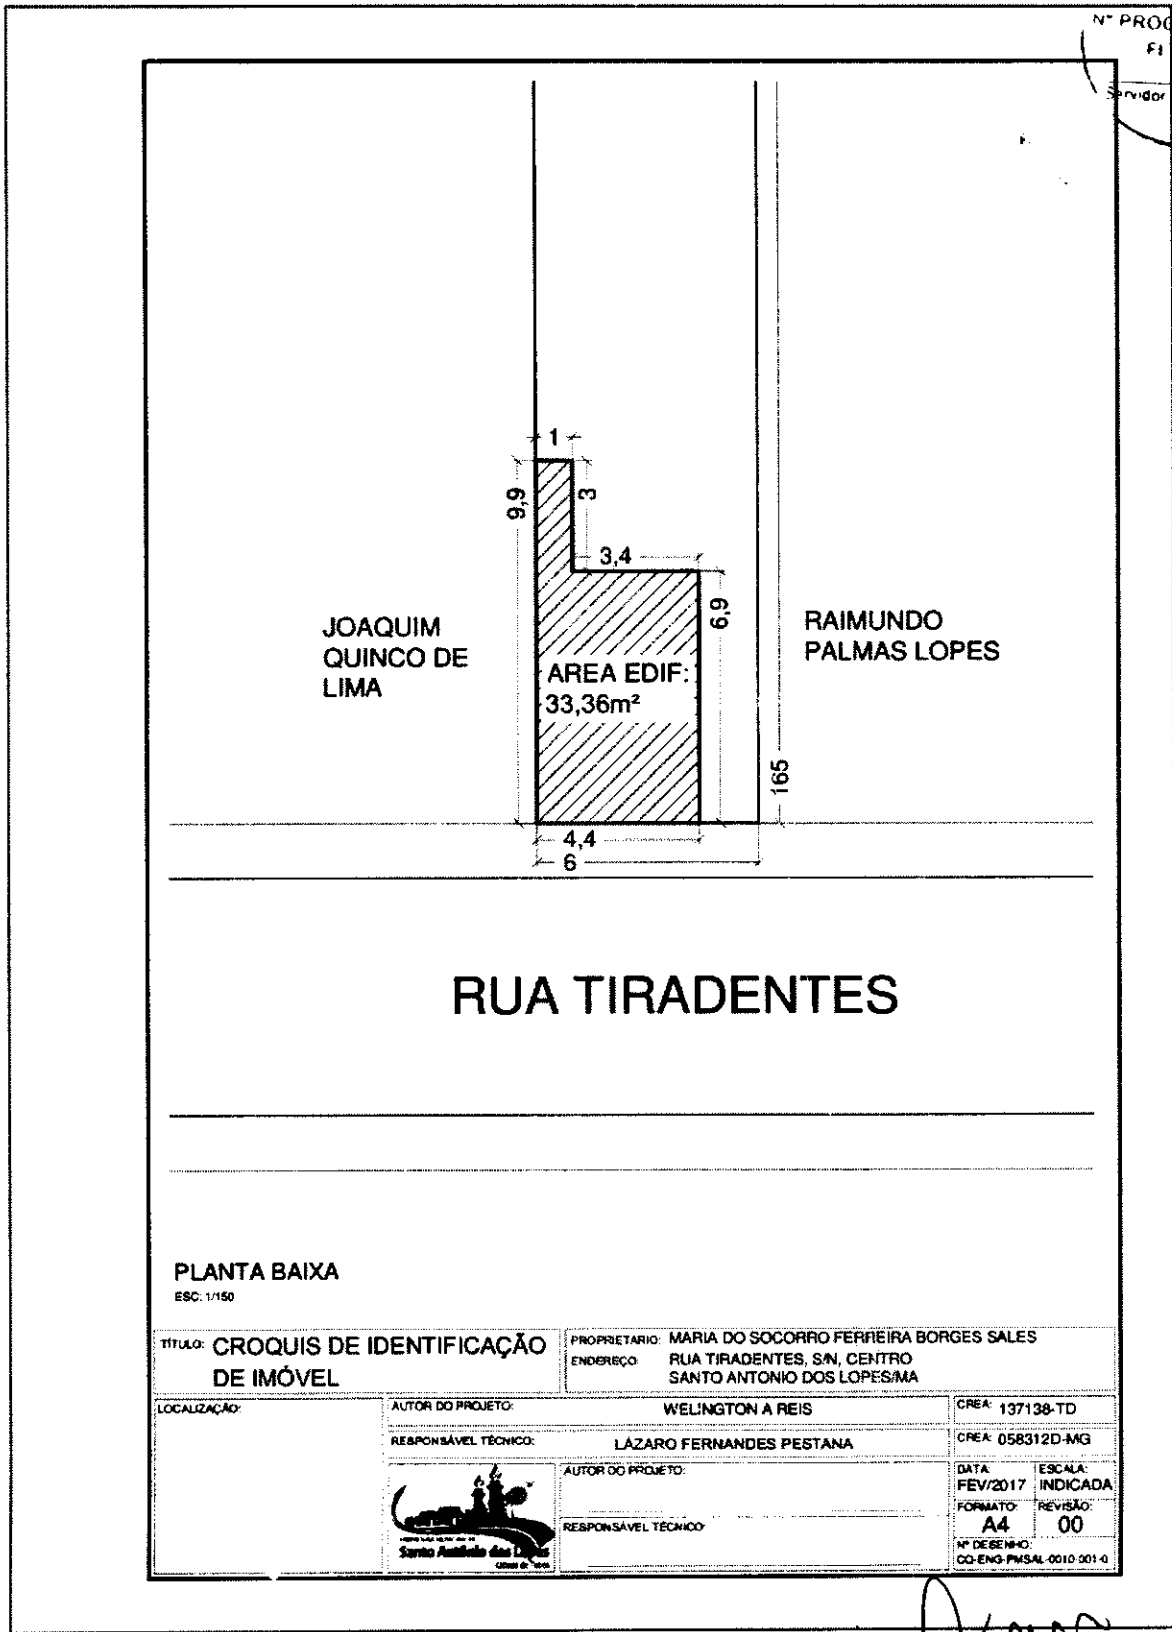 Nº PROC
Fl
Servidor
1
9,9
3
3,4
6,9
JOAQUIM
QUINCO DE
LIMA
RAIMUNDO
PALMAS LOPES
AREA EDIF:
33,36m²
165
4,4
6
RUA TIRADENTES
PLANTA BAIXA
ESC: 1/150
TÍTULO: CROQUIS DE IDENTIFICAÇÃO
DE IMÓVEL
PROPRIETARIO: MARIA DO SOCORRO FERREIRA BORGES SALES
ENDEREÇO: RUA TIRADENTES, S/N, CENTRO
SANTO ANTONIO DOS LOPES/MA
LOCALIZAÇÃO:
AUTOR DO PROJETO: WELINGTON A REIS
CREA: 137138-TD
RESPONSÁVEL TÉCNICO: LÁZARO FERNANDES PESTANA
CREA: 058312D-MG
Santo Antônio dos Lopes
AUTOR DO PROJETO:
RESPONSÁVEL TÉCNICO:
DATA: ESCALA:
FEV/2017 INDICADA
FORMATO: REVISÃO:
A4 00
Nº DESENHO:
CO-ENG-PMSAL-0010-001-0